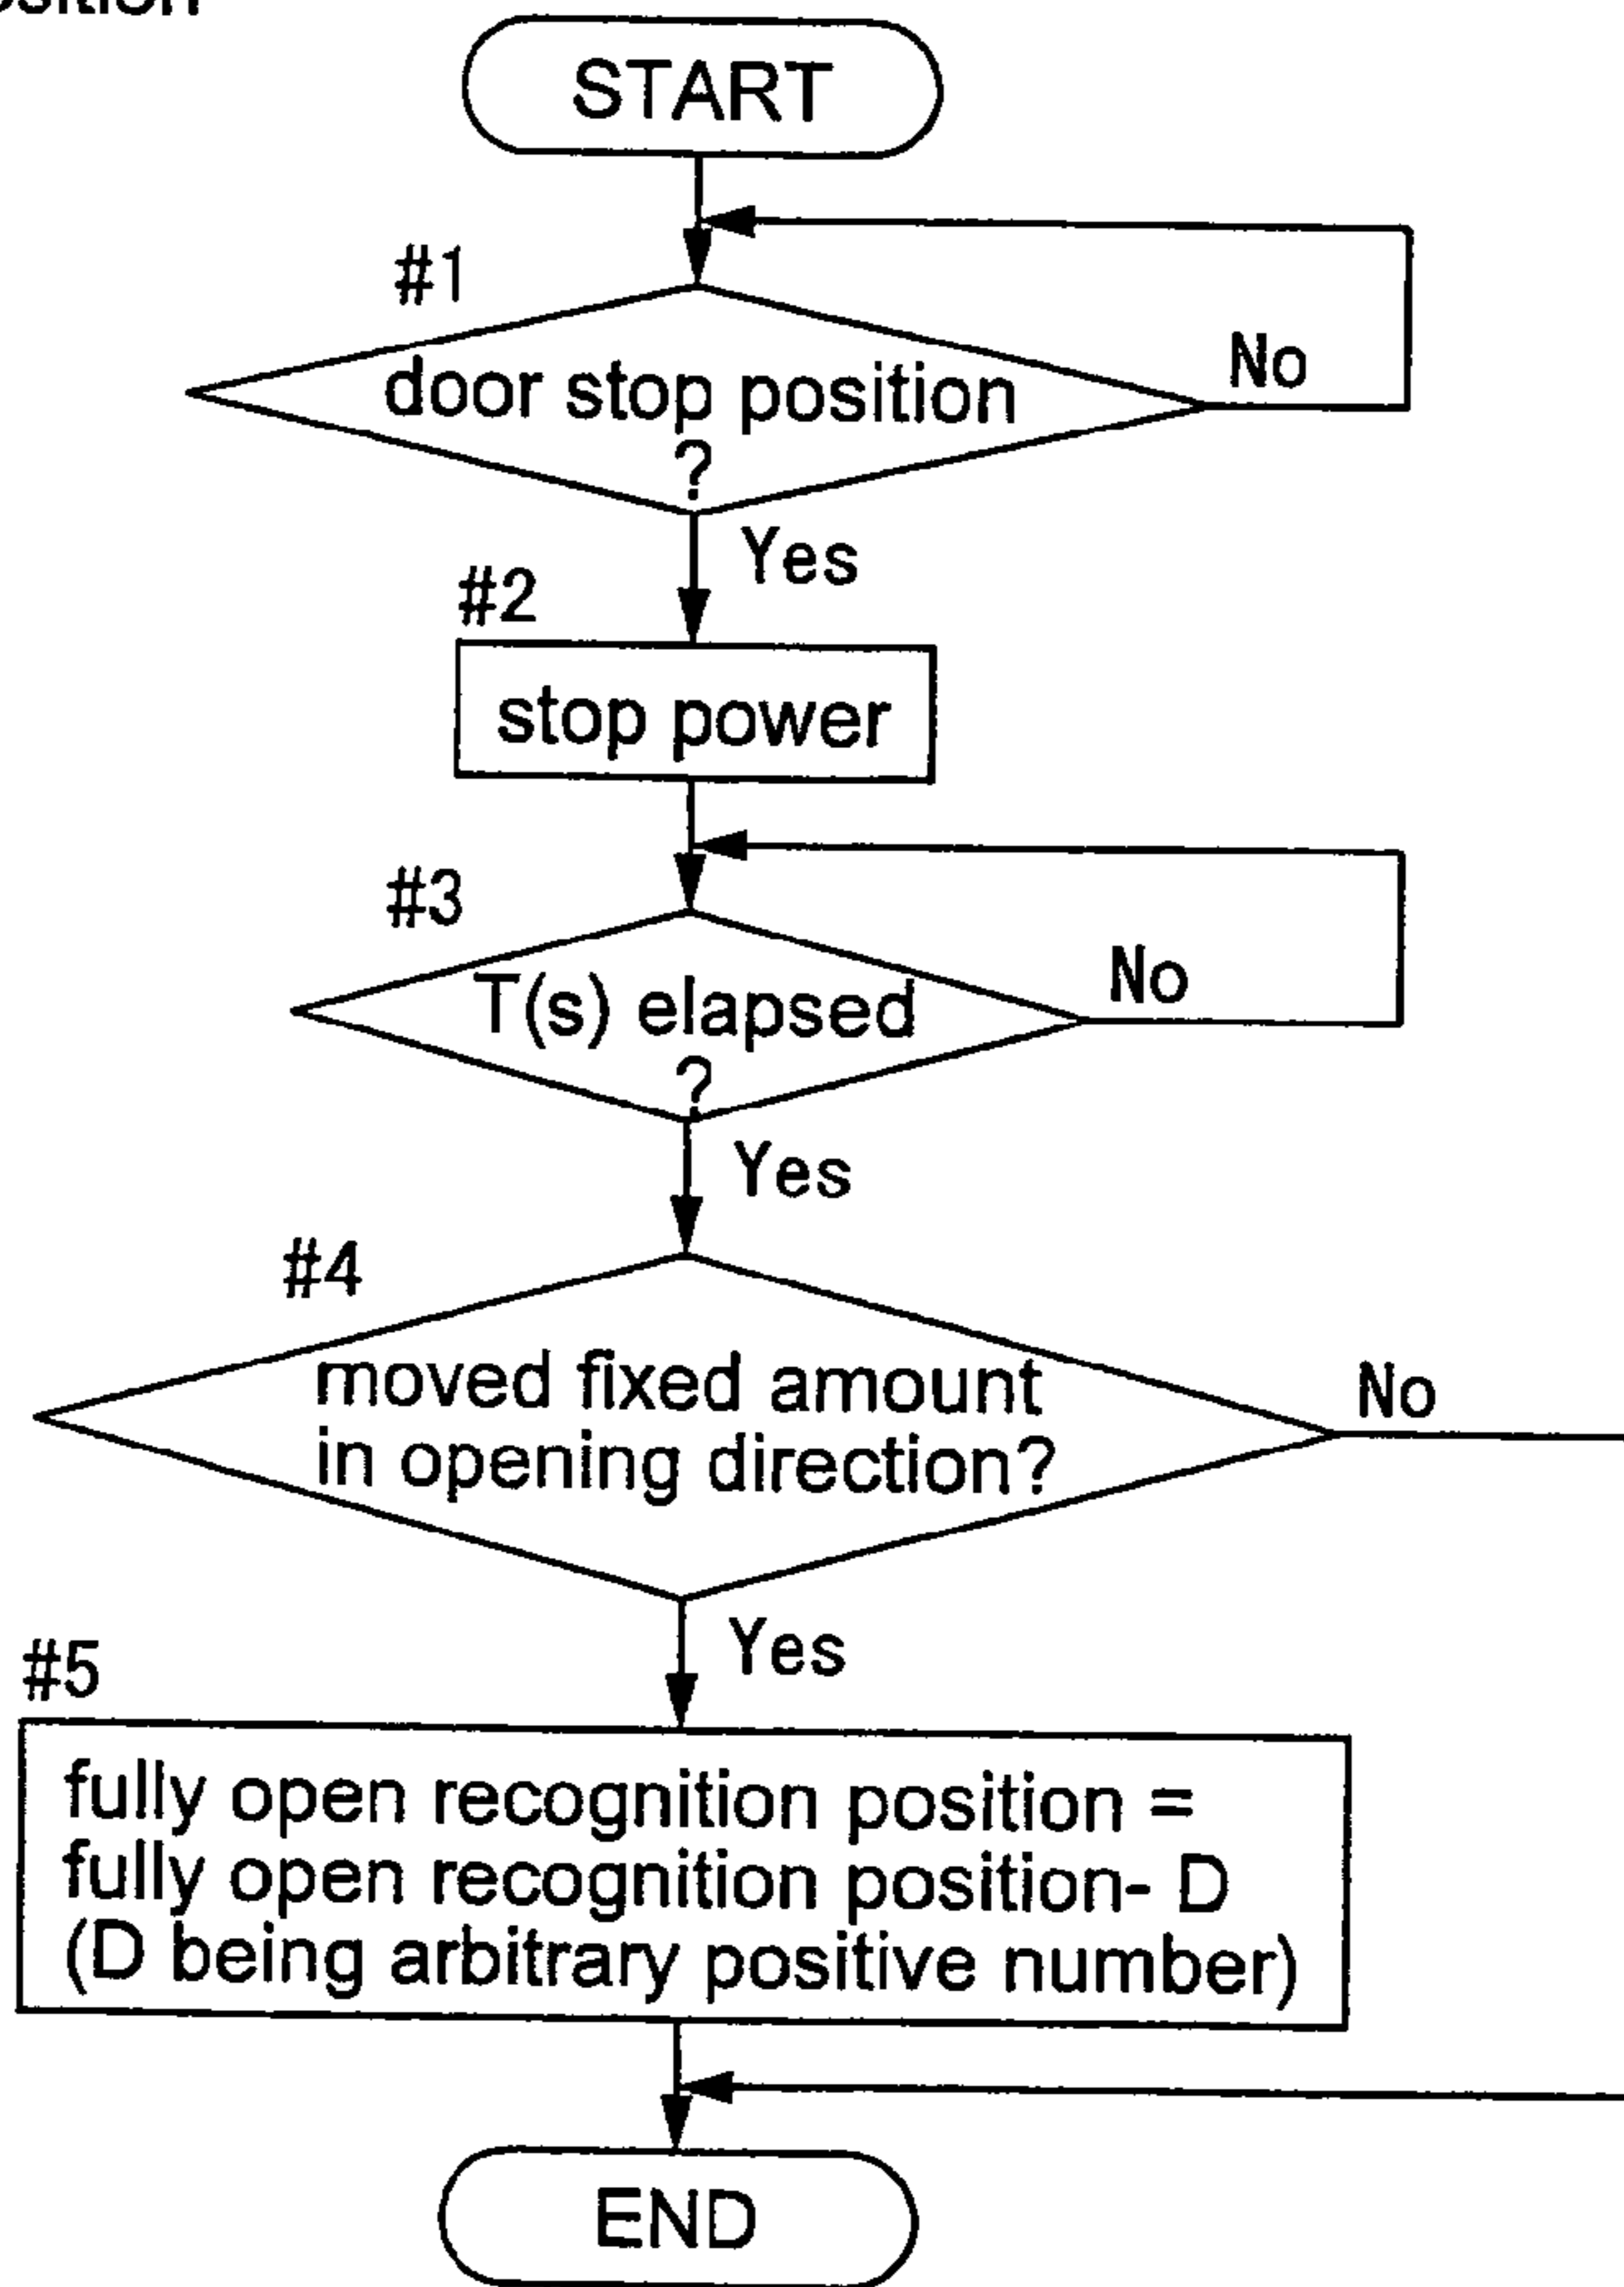 START
#1
door stop position
?
No
Yes
#2
stop power
#3
T(s) elapsed
?
No
Yes
#4
moved fixed amount
in opening direction?
No
Yes
#5
fully open recognition position =
fully open recognition position- D
(D being arbitrary positive number)
END